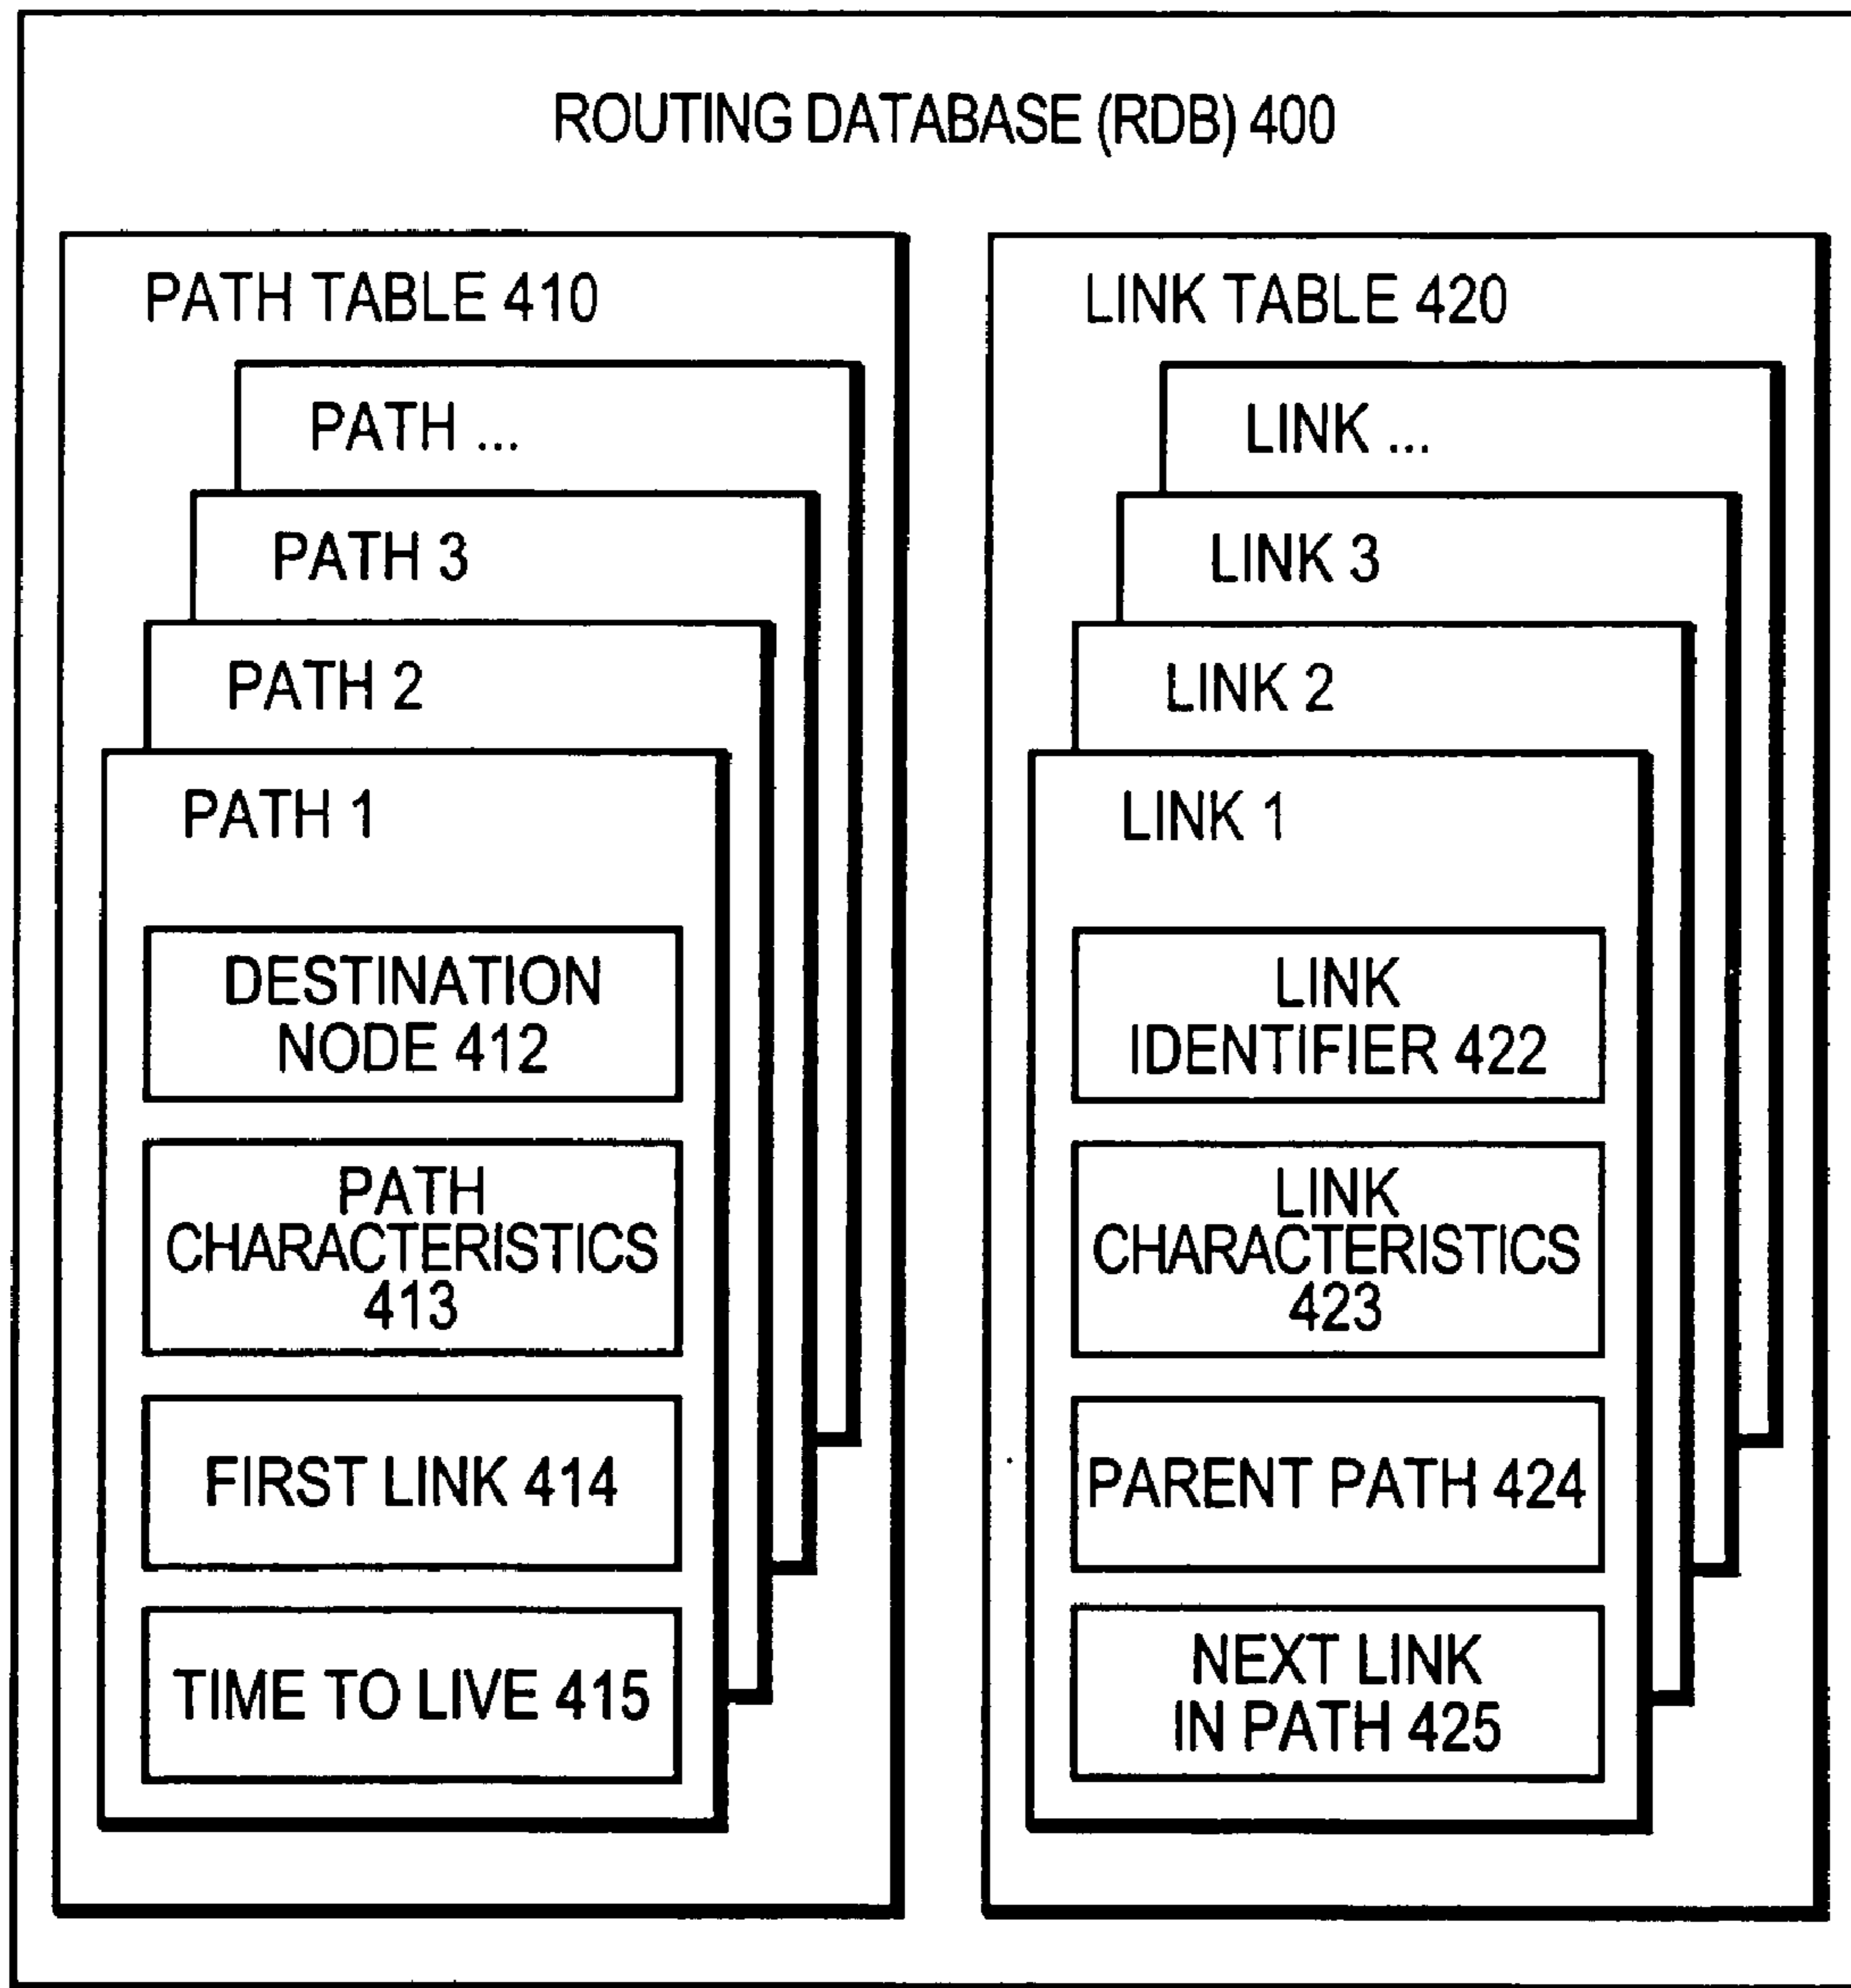 ROUTING DATABASE (RDB) 400
PATH TABLE 410
PATH ...
PATH 3
PATH 2
PATH 1
DESTINATION
NODE 412
PATH
CHARACTERISTICS
413
FIRST LINK 414
TIME TO LIVE 415
LINK TABLE 420
LINK ...
LINK 3
LINK 2
LINK 1
LINK
IDENTIFIER 422
LINK
CHARACTERISTICS
423
PARENT PATH 424
NEXT LINK
IN PATH 425